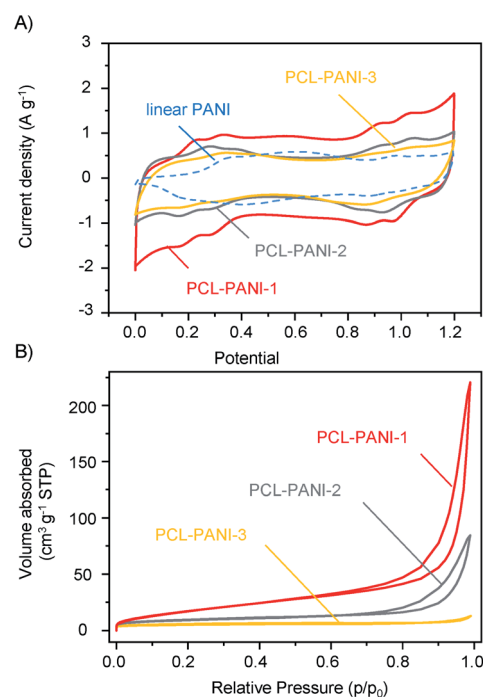 A)
3
2
1
0
-1
-2
-3
Current density (A g⁻¹)
PCL-PANI-3
linear PANI
PCL-PANI-2
PCL-PANI-1
0.0 0.2 0.4 0.6 0.8 1.0 1.2
Potential
B)
200
150
100
50
0
Volume absorbed
(cm³ g⁻¹ STP)
PCL-PANI-1
PCL-PANI-2
PCL-PANI-3
0.0 0.2 0.4 0.6 0.8 1.0
Relative Pressure (p/p₀)